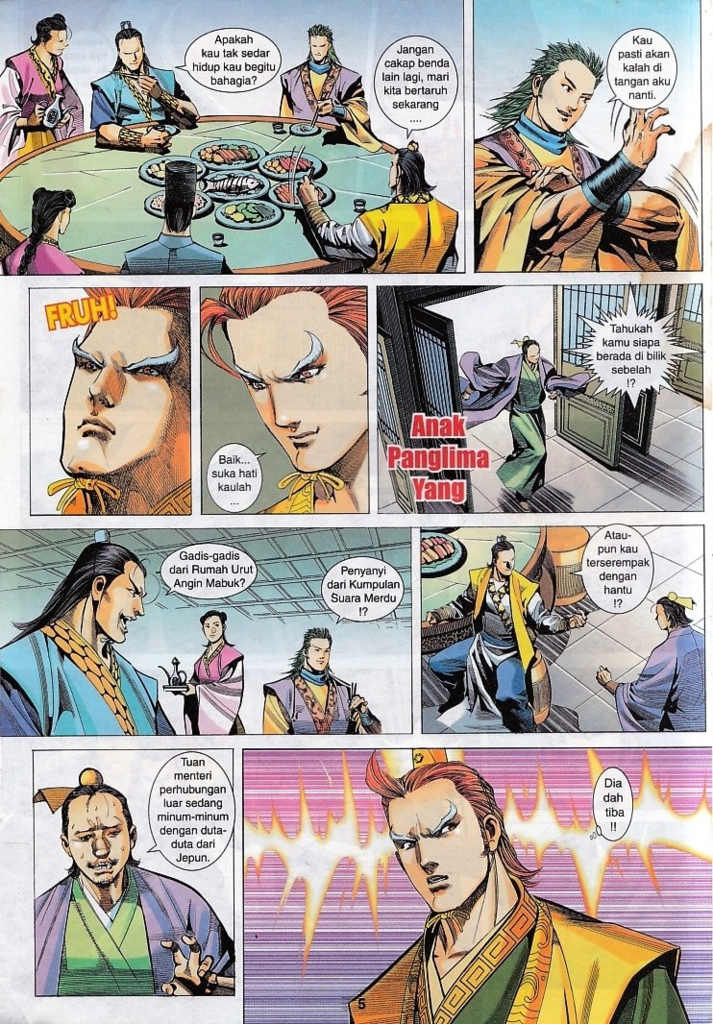 Apakah
kau tak sedar
hidup kau begitu
bahagia?
Jangan
cakap benda
lain lagi, mari
kita bertaruh
sekarang
....
Kau
pasti akan
kalah di
tangan aku
nanti.
FRUH!
Baik...
suka hati
kaulah
...
Tahukah
kamu siapa
berada di bilik
sebelah
!?
Anak
Panglima
Yang
Gadis-gadis
dari Rumah Urut
Angin Mabuk?
Penyanyi
dari Kumpulan
Suara Merdu
!?
Atau-
pun kau
terserempak
dengan
hantu
!?
Tuan
menteri
perhubungan
luar sedang
minum-minum
dengan duta-
duta dari
Jepun.
Dia
dah
tiba
!!
5